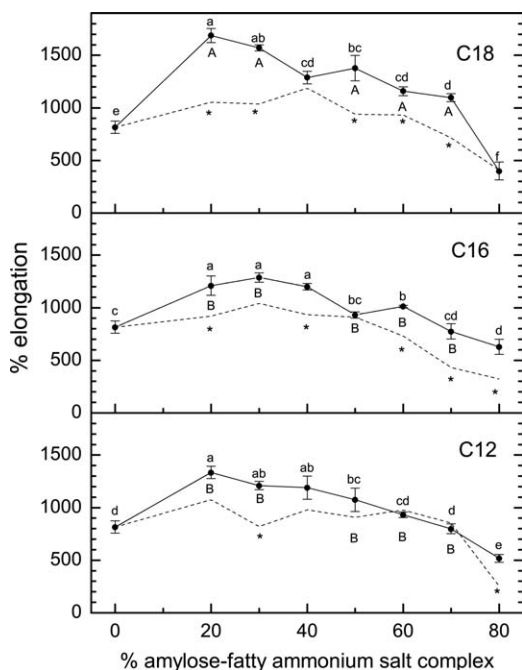 C18
1500
1000
500
0
a
ab
cd
bc
cd
d
e
f
A
A
A
A
A
*
*
*
*
*
C16
1500
1000
500
0
c
a
a
a
bc
b
cd
d
B
B
B
B
B
B
*
*
*
*
*
C12
1500
1000
500
0
d
a
ab
ab
bc
cd
d
e
B
B
B
B
B
*
*
0
20
40
60
80
% elongation
% amylose-fatty ammonium salt complex